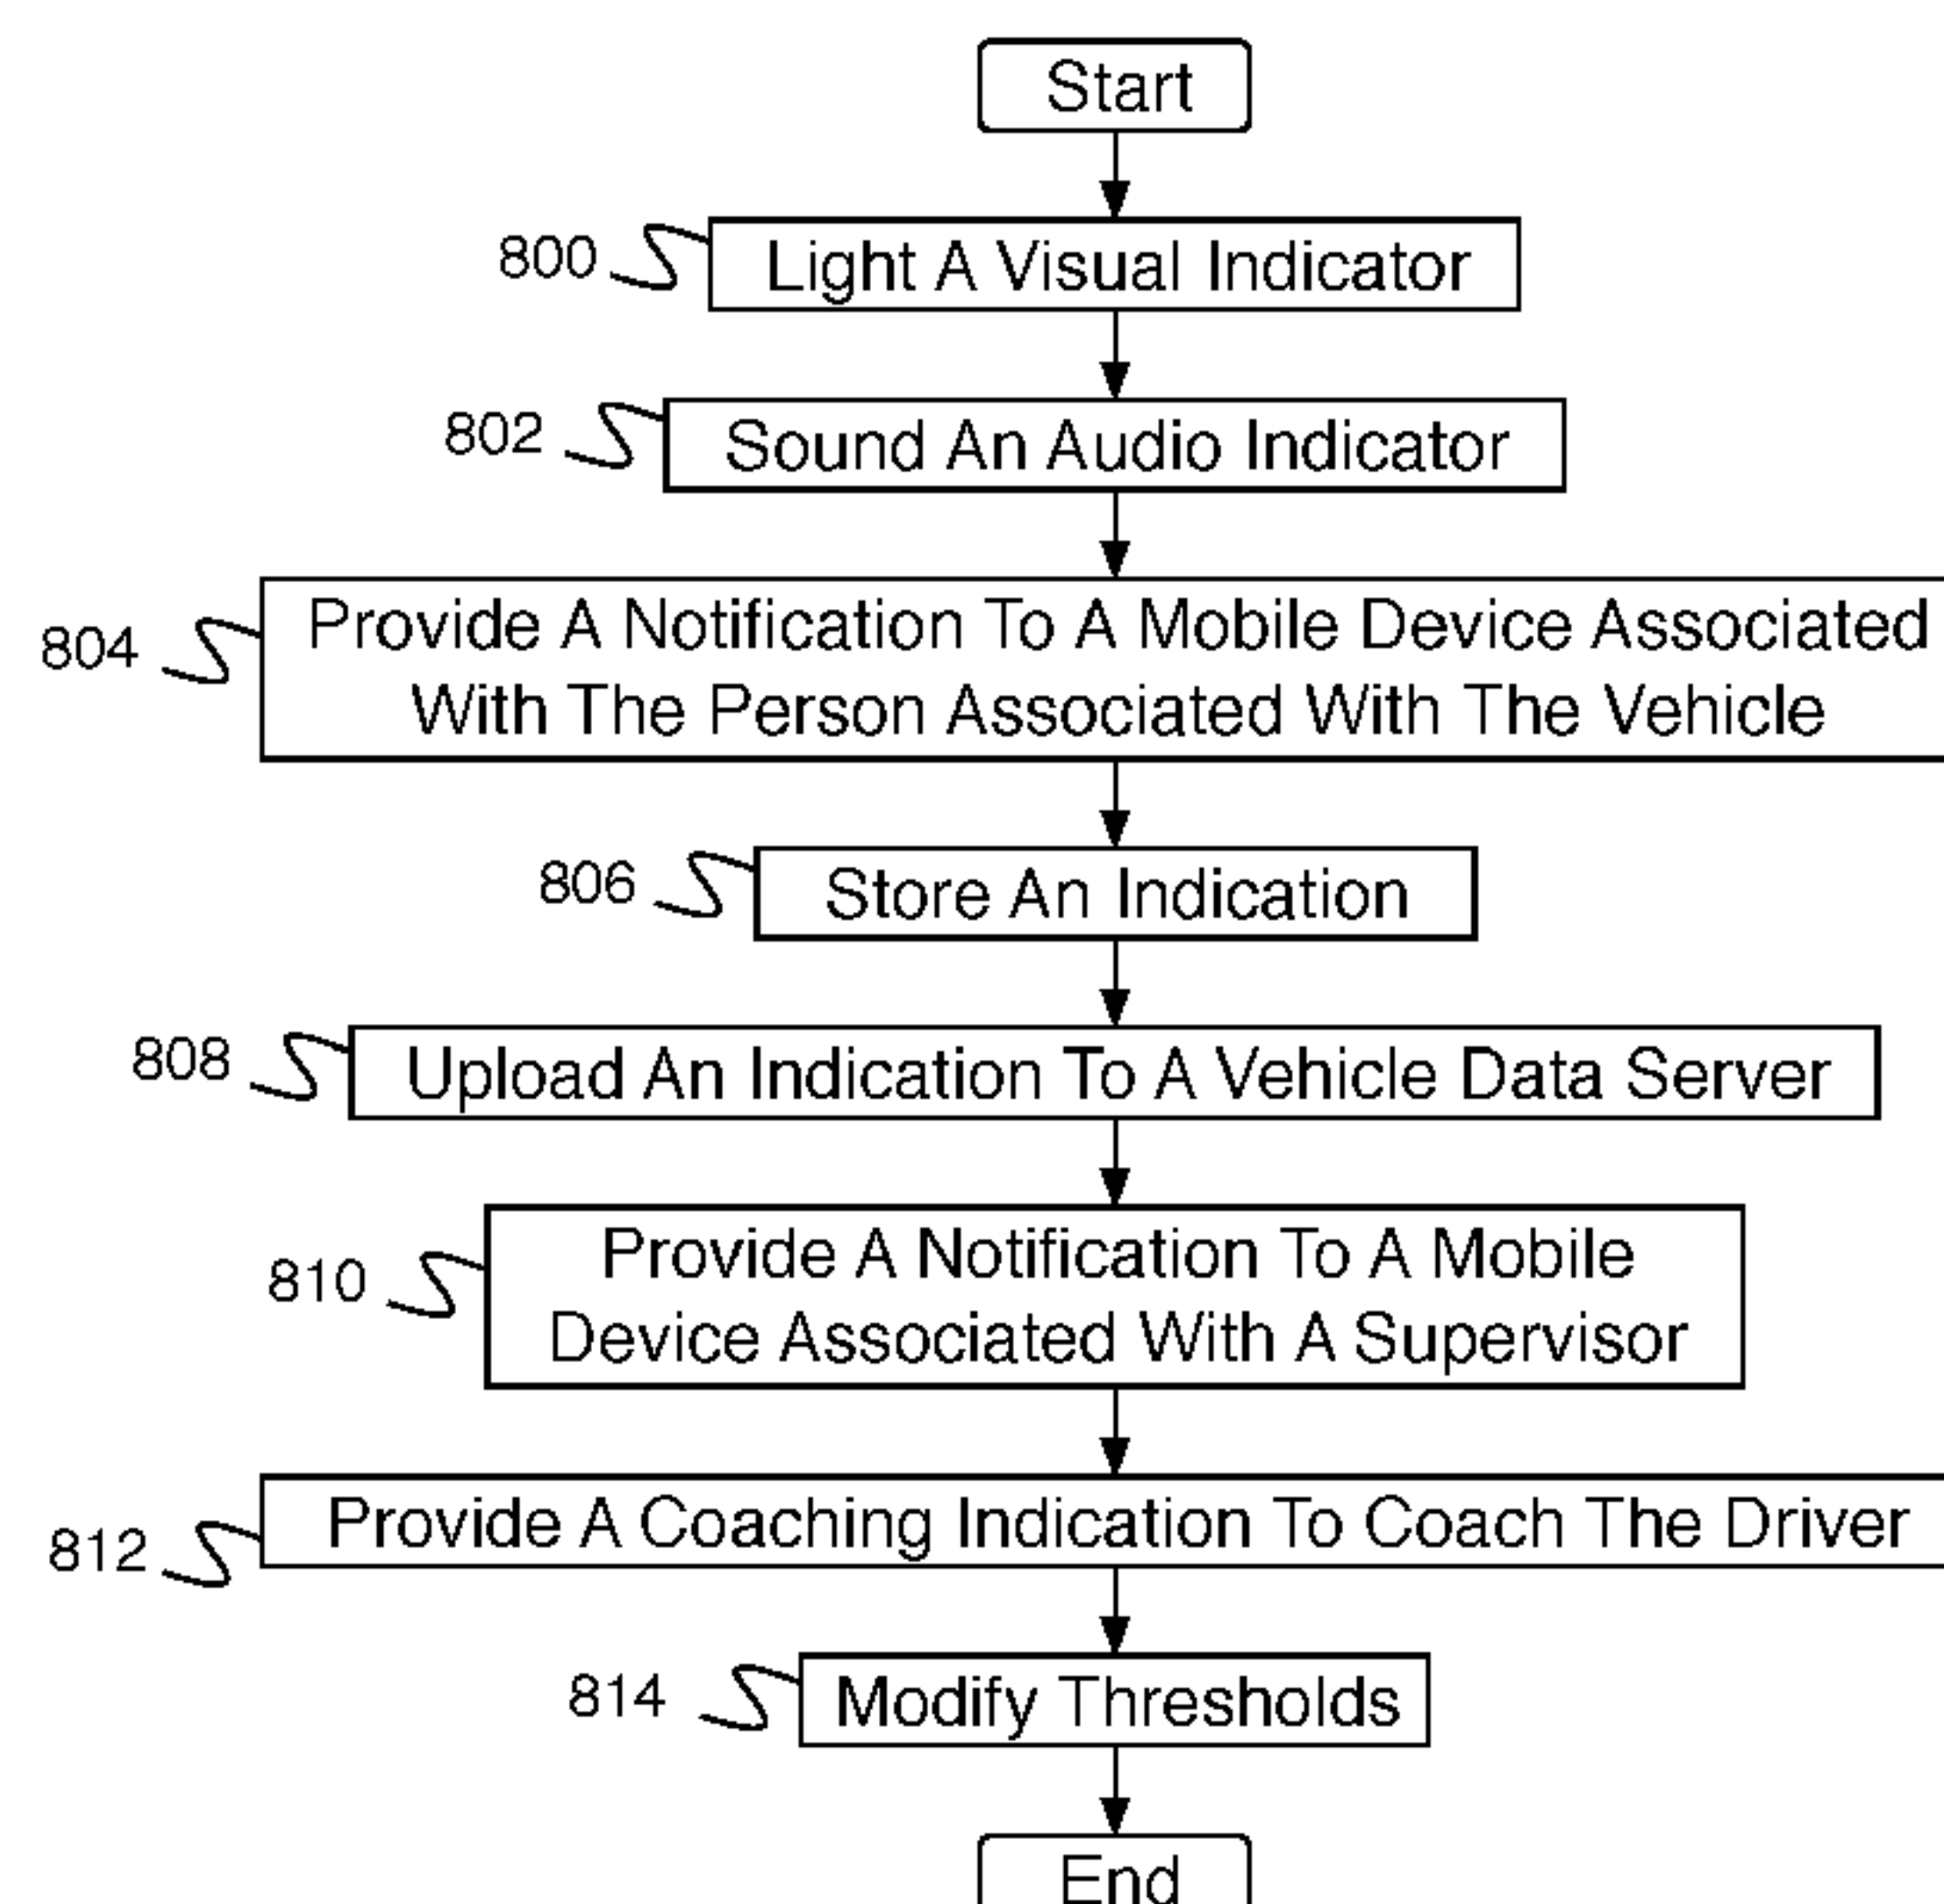 Start
800
Light A Visual Indicator
802
Sound An Audio Indicator
804
Provide A Notification To A Mobile Device Associated
With The Person Associated With The Vehicle
806
Store An Indication
808
Upload An Indication To A Vehicle Data Server
810
Provide A Notification To A Mobile
Device Associated With A Supervisor
812
Provide A Coaching Indication To Coach The Driver
814
Modify Thresholds
End